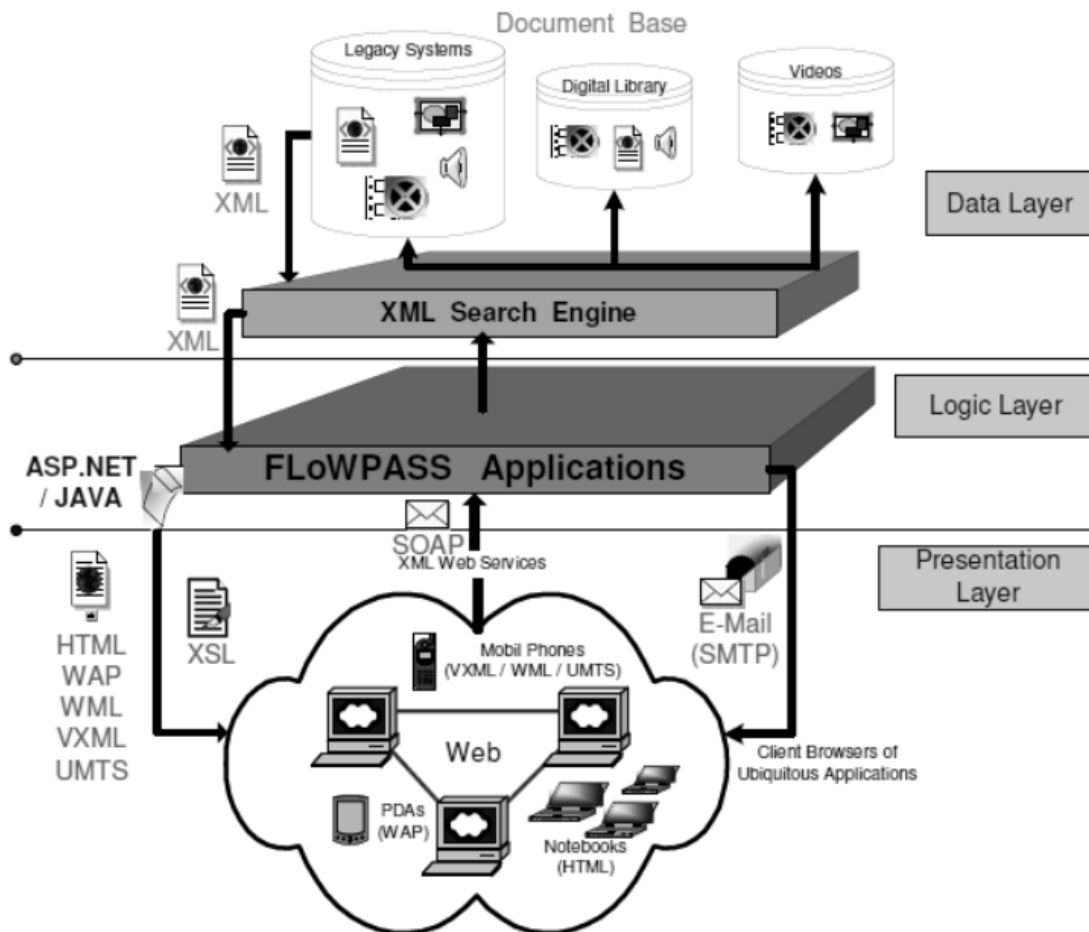 Document Base
Legacy Systems
Digital Library
Videos
XML
Data Layer
XML Search Engine
XML
Logic Layer
ASP.NET
/ JAVA
FLoWPASS Applications
SOAP
XML Web Services
Presentation
Layer
HTML
WAP
WML
VXML
UMTS
XSL
E-Mail
(SMTP)
Mobil Phones
(VXML / WML / UMTS)
Web
Client Browsers of
Ubiquitous Applications
PDAs
(WAP)
Notebooks
(HTML)